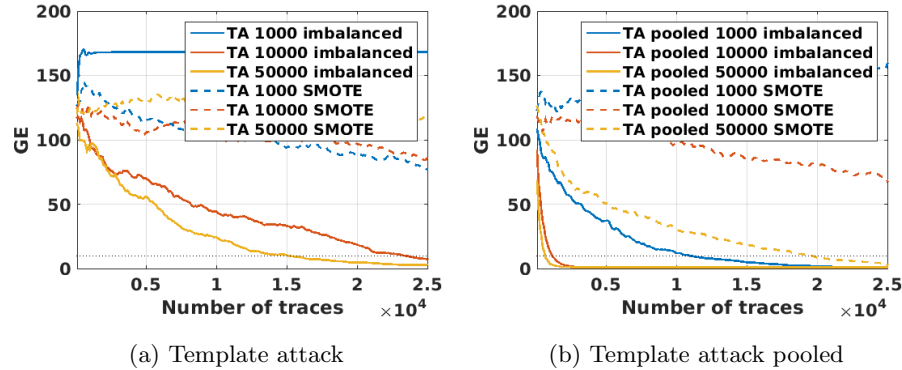 200
150
100
50
0
GE
TA 1000 imbalanced
TA 10000 imbalanced
TA 50000 imbalanced
TA 1000 SMOTE
TA 10000 SMOTE
TA 50000 SMOTE
0.5 1 1.5 2 2.5
Number of traces
×10^4
(a) Template attack
200
150
100
50
0
GE
TA pooled 1000 imbalanced
TA pooled 10000 imbalanced
TA pooled 50000 imbalanced
TA pooled 1000 SMOTE
TA pooled 10000 SMOTE
TA pooled 50000 SMOTE
0.5 1 1.5 2 2.5
Number of traces
×10^4
(b) Template attack pooled